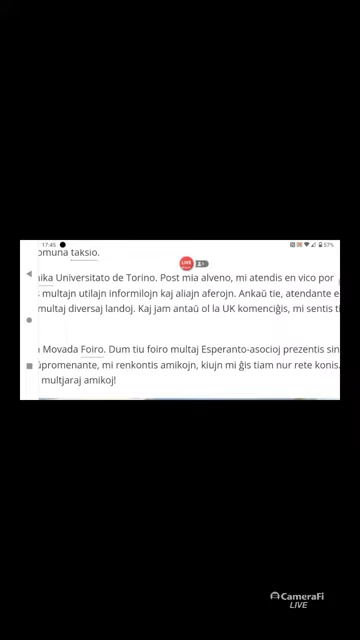 17:45
57%
omuna taksio.
LIVE
nika Universitato de Torino. Post mia alveno, mi atendis en vico por
multajn utilajn informilojn kaj aliajn aferojn. Ankaŭ tie, atendante e
multaj diversaj landoj. Kaj jam antaŭ ol la UK komenciĝis, mi sentis ti
Movada Foiro. Dum tiu foiro multaj Esperanto-asocioj prezentis sin
ŭpromenante, mi renkontis amikojn, kiujn mi ĝis tiam nur rete konis.
multjaraj amikoj!
CameraFi
LIVE